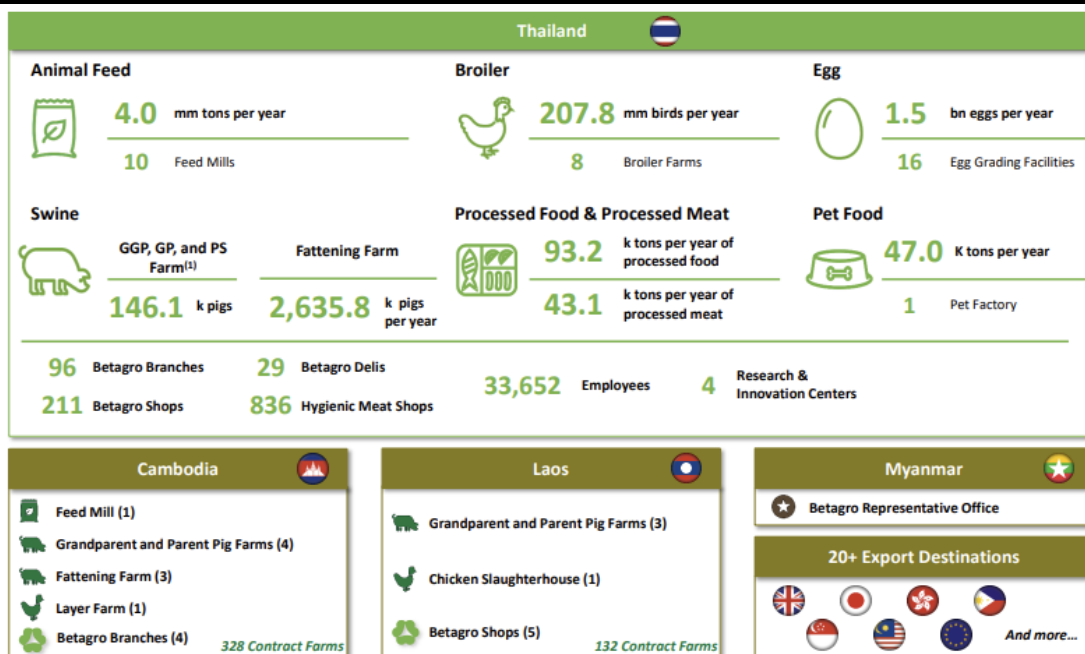 Thailand
Animal Feed
4.0 mm tons per year
10 Feed Mills
Broiler
207.8 mm birds per year
8 Broiler Farms
Egg
1.5 bn eggs per year
16 Egg Grading Facilities
Swine
GGP, GP, and PS
Farm(1)
146.1 k pigs
Fattening Farm
2,635.8 k pigs
per year
Processed Food & Processed Meat
93.2 k tons per year of
processed food
43.1 k tons per year of
processed meat
Pet Food
47.0 K tons per year
1 Pet Factory
96 Betagro Branches
29 Betagro Delis
211 Betagro Shops
836 Hygienic Meat Shops
33,652 Employees
4 Research &
Innovation Centers
Cambodia
Feed Mill (1)
Grandparent and Parent Pig Farms (4)
Fattening Farm (3)
Layer Farm (1)
Betagro Branches (4)
328 Contract Farms
Laos
Grandparent and Parent Pig Farms (3)
Chicken Slaughterhouse (1)
Betagro Shops (5)
132 Contract Farms
Myanmar
Betagro Representative Office
20+ Export Destinations
And more...